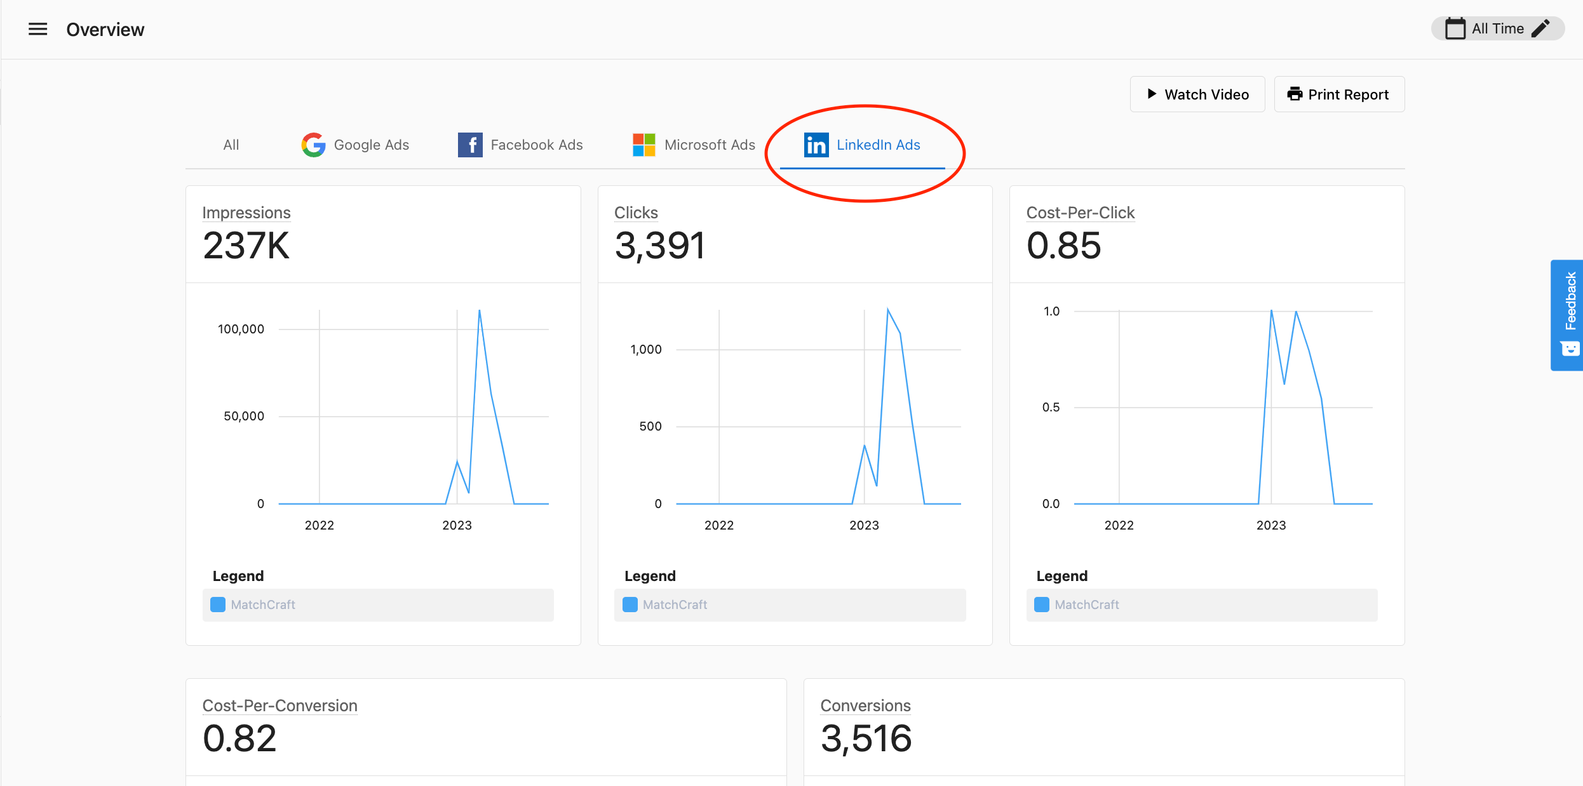 Overview
All Time
Watch Video
Print Report
All
Google Ads
Facebook Ads
Microsoft Ads
in LinkedIn Ads
Impressions
237K
100,000
50,000
0
2022
2023
Legend
MatchCraft
Clicks
3,391
1,000
500
0
2022
2023
Legend
MatchCraft
Cost-Per-Click
0.85
1.0
0.5
0.0
2022
2023
Legend
MatchCraft
Feedback
Cost-Per-Conversion
0.82
Conversions
3,516